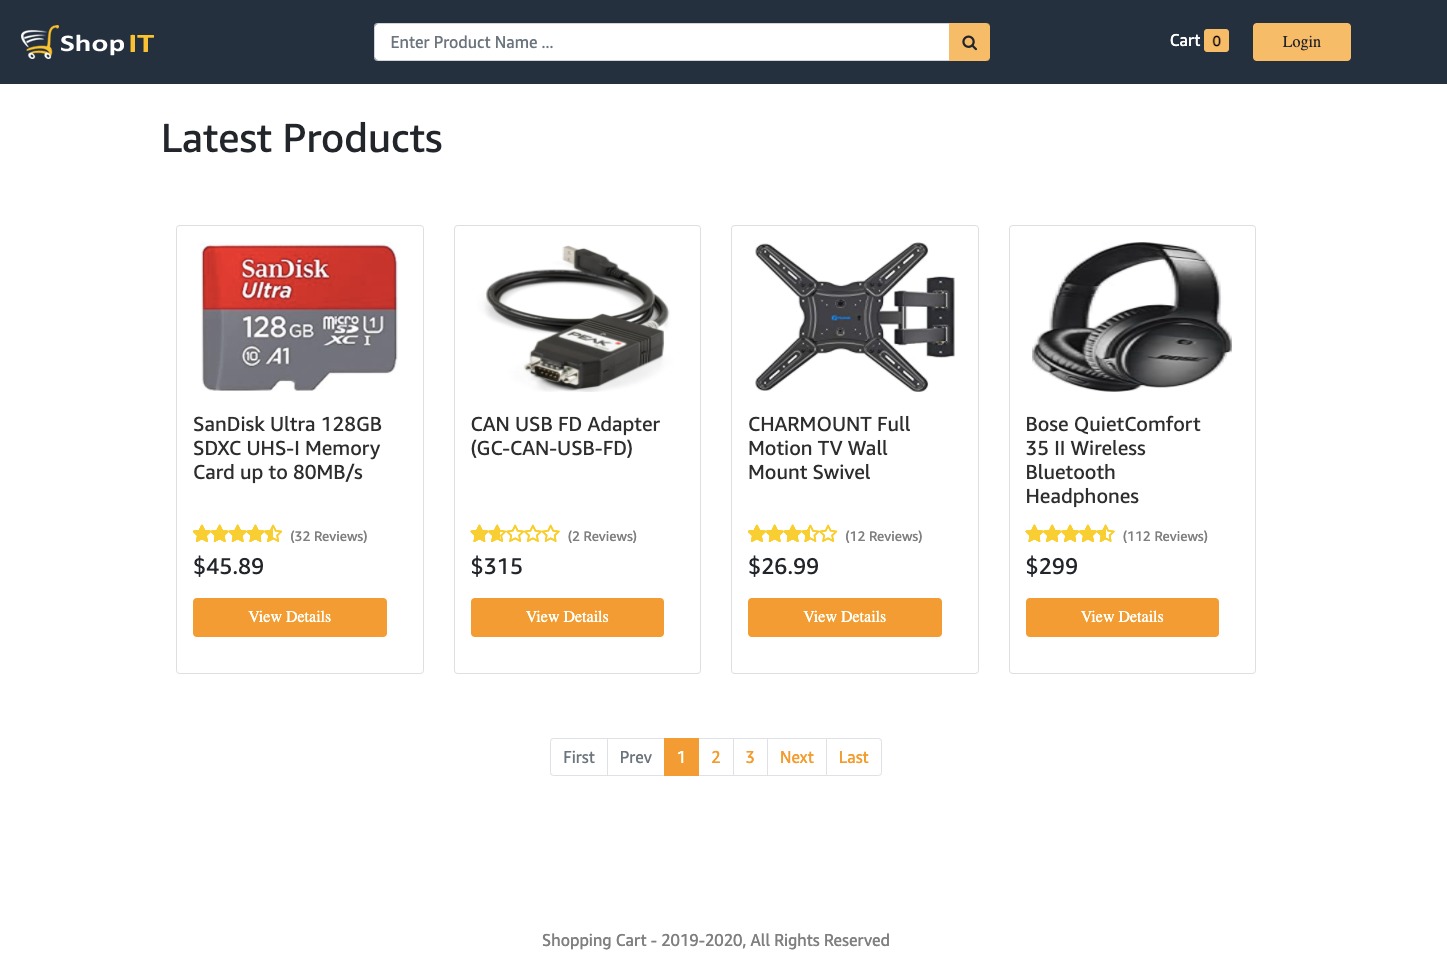 ShopIT
Enter Product Name ...
Cart 0
Login
Latest Products
SanDisk
Ultra
128GB
micro SD XC I
U1
10 A1
SanDisk Ultra 128GB
SDXC UHS-I Memory
Card up to 80MB/s
(32 Reviews)
$45.89
View Details
PEAK
CAN USB FD Adapter
(GC-CAN-USB-FD)
(2 Reviews)
$315
View Details
CHARMOUNT Full
Motion TV Wall
Mount Swivel
(12 Reviews)
$26.99
View Details
BOSE
Bose QuietComfort
35 II Wireless
Bluetooth
Headphones
(112 Reviews)
$299
View Details
First Prev 1 2 3 Next Last
Shopping Cart - 2019-2020, All Rights Reserved